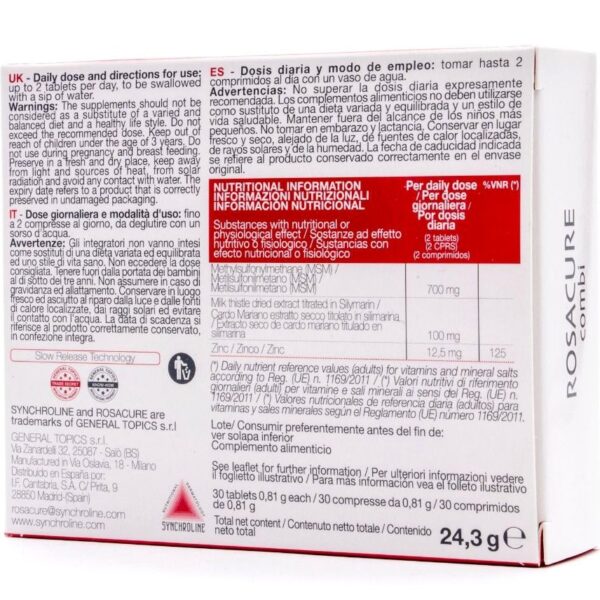 UK - Daily dose and directions for use:
up to 2 tablets per day, to be swallowed
with a sip of water.
Warnings: The supplements should not be
considered as a substitute of a varied and
balanced diet and a healthy life style. Do not
exceed the recommended dose. Keep out of
reach of children under the age of 3 years. Do
not use during pregnancy and breast feeding.
Preserve in a fresh and dry place, keep away
from light and sources of heat, from solar
radiation and avoid any contact with water. The
expiry date refers to a product that is correctly
preserved in undamaged packaging.
IT - Dose giornaliera e modalità d'uso: fino
a 2 compresse al giorno, da deglutire con un
sorso d'acqua.
Avvertenze: Gli integratori non vanno intesi
come sostituti di una dieta variata ed equilibrata
ed uno stile di vita sano. Non eccedere la dose
consigliata. Tenere fuori dalla portata dei bambini
al di sotto dei tre anni. Non assumere in caso di
gravidanza ed allattamento. Conservare in luogo
fresco ed asciutto al riparo dalla luce e dalle fonti
di calore localizzate, dai raggi solari ed evitare
il contatto con l'acqua. La data di scadenza si
riferisce al prodotto correttamente conservato,
in confezione integra.
Slow Release Technology
TRADE SECRET
KNOW-HOW
SYNCHROLINE and ROSACURE are
trademarks of GENERAL TOPICS s.r.l
GENERAL TOPICS s.r.l.
Via Zanardelli 32, 25087 - Salò (BS)
Manufactured in Via Oslavia, 18 - Milano
Distribuido en España por:
I.F. Cantabria, S.A. C/ Pirita, 9
28850 Madrid-(Spain)
rosacure@synchroline.com
www.synchroline.com
SYNCHROLINE
ES - Dosis diaria y modo de empleo: tomar hasta 2
comprimidos al día con un vaso de agua.
Advertencias: No superar la dosis diaria expresamente
recomendada. Los complementos alimenticios no deben utilizarse
como sustituto de una dieta variada y equilibrada y un estilo de
vida saludable. Mantener fuera del alcance de los niños más
pequeños. No tomar en embarazo y lactancia. Conservar en lugar
fresco y seco, alejado de la luz, de fuentes de calor localizadas,
de rayos solares y de la humedad. La fecha de caducidad indicada
se refiere al producto conservado correctamente en el envase
original.
NUTRITIONAL INFORMATION
INFORMAZIONI NUTRIZIONALI
INFORMACIÓN NUTRICIONAL
Substances with nutritional or
physiological effect / Sostanze ad effetto
nutritivo o fisiologico / Sustancias con
efecto nutricional o fisiológico
Per daily dose
/ Per dose
giornaliera /
Por dosis
diaria
(2 tablets)
(2 CPRS)
(2 comprimidos)
%VNR (*)
Methylsulfonylmethane (MSM) /
Metilsulfonilmetano (MSM) /
Metilsulfonilmetano (MSM)
700 mg
Milk thistle dried extract titrated in Silymarin /
Cardo Mariano estratto secco titolato in silimarina
/ Extracto seco de cardo mariano titulado en
silimarina
100 mg
Zinc / Zinco / Zinc
12,5 mg
125
(*) Daily nutrient reference values (adults) for vitamins and mineral salts
according to Reg. (UE) n. 1169/2011 / (*) Valori nutritivi di riferimento
giornalieri (adulti) per vitamine e sali minerali ai sensi del Reg. (UE)
n. 1169/2011. / (*) Valores nutricionales de referencia diaria (adultos) para
vitaminas y sales minerales según el Reglamento (UE) número 1169/2011.
Lote/ Consumir preferentemente antes del fin de:
ver solapa inferior
Complemento alimenticio
See leaflet for further information / Per ulteriori informazioni vedere
il foglietto illustrativo / Para más información vea el folleto ilustrativo
30 tablets 0,81 g each / 30 compresse da 0,81 g / 30 comprimidos
de 0,81 g
Total net content / Contenuto netto totale / Contenido
neto total
24,3 g ℮
ROSACURE
combi